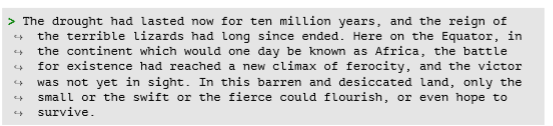 > The drought had lasted now for ten million years, and the reign of
↪ the terrible lizards had long since ended. Here on the Equator, in
↪ the continent which would one day be known as Africa, the battle
↪ for existence had reached a new climax of ferocity, and the victor
↪ was not yet in sight. In this barren and desiccated land, only the
↪ small or the swift or the fierce could flourish, or even hope to
↪ survive.